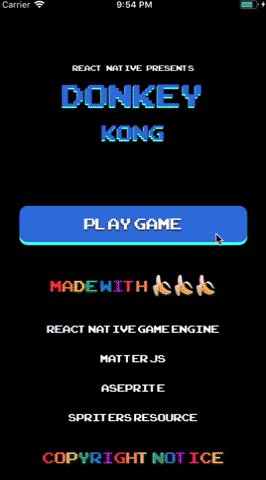 Carrier 9:54 PM
REACT NATIVE PRESENTS
DONKEY
KONG
PLAY GAME
MADE WITH 🍌🍌🍌
REACT NATIVE GAME ENGINE
MATTER JS
ASEPRITE
SPRITERS RESOURCE
COPYRIGHT NOTICE